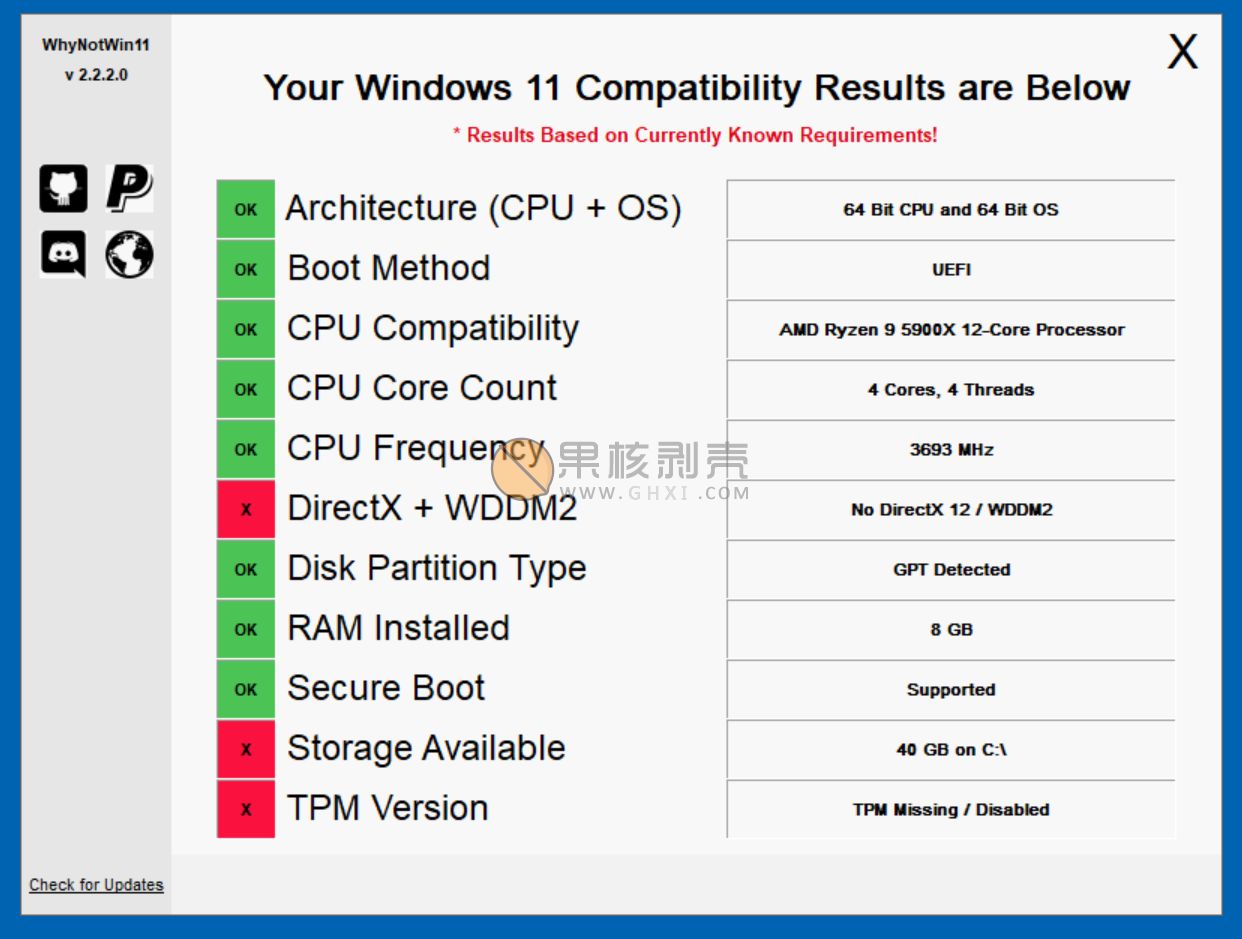 WhyNotWin11
v 2.2.2.0
X
Your Windows 11 Compatibility Results are Below
* Results Based on Currently Known Requirements!
OK Architecture (CPU + OS) 64 Bit CPU and 64 Bit OS
OK Boot Method UEFI
OK CPU Compatibility AMD Ryzen 9 5900X 12-Core Processor
OK CPU Core Count 4 Cores, 4 Threads
OK CPU Frequency 3693 MHz
果核剥壳
WWW.GHXI.COM
X DirectX + WDDM2 No DirectX 12 / WDDM2
OK Disk Partition Type GPT Detected
OK RAM Installed 8 GB
OK Secure Boot Supported
X Storage Available 40 GB on C:\
X TPM Version TPM Missing / Disabled
Check for Updates